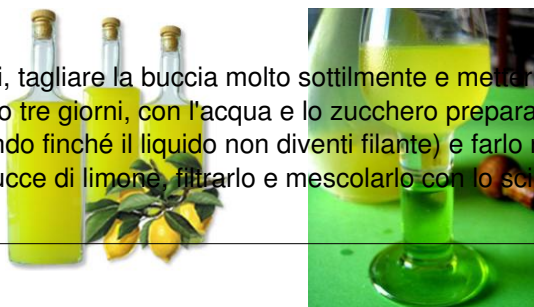 i, tagliare la buccia molto sottilmente e metter
o tre giorni, con l'acqua e lo zucchero prepara
ndo finché il liquido non diventi filante) e farlo
ucce di limone, filtrarlo e mescolarlo con lo sci